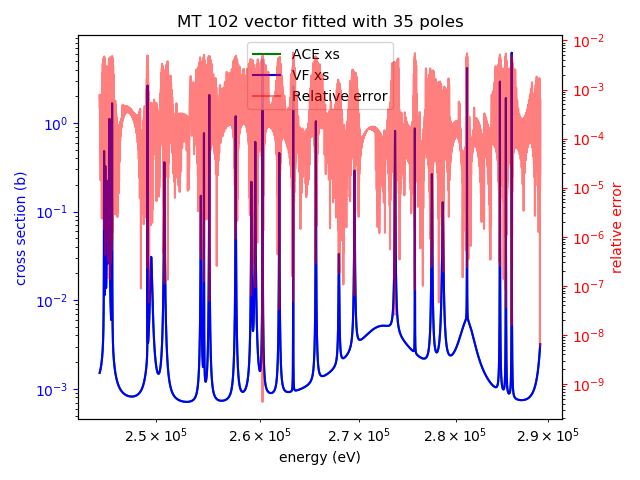 MT 102 vector fitted with 35 poles
ACE xs
VF xs
Relative error
cross section (b)
10⁰
10⁻¹
10⁻²
10⁻³
relative error
10⁻²
10⁻³
10⁻⁴
10⁻⁵
10⁻⁶
10⁻⁷
10⁻⁸
10⁻⁹
2.5 × 10⁵ 2.6 × 10⁵ 2.7 × 10⁵ 2.8 × 10⁵ 2.9 × 10⁵
energy (eV)